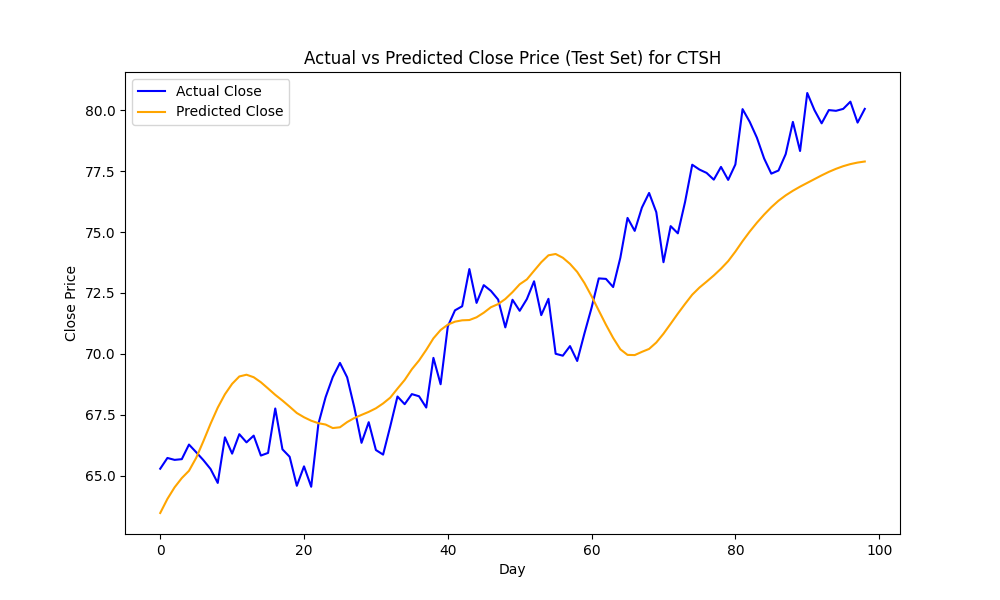 Actual vs Predicted Close Price (Test Set) for CTSH
Actual Close
Predicted Close
Close Price
80.0
77.5
75.0
72.5
70.0
67.5
65.0
0 20 40 60 80 100
Day